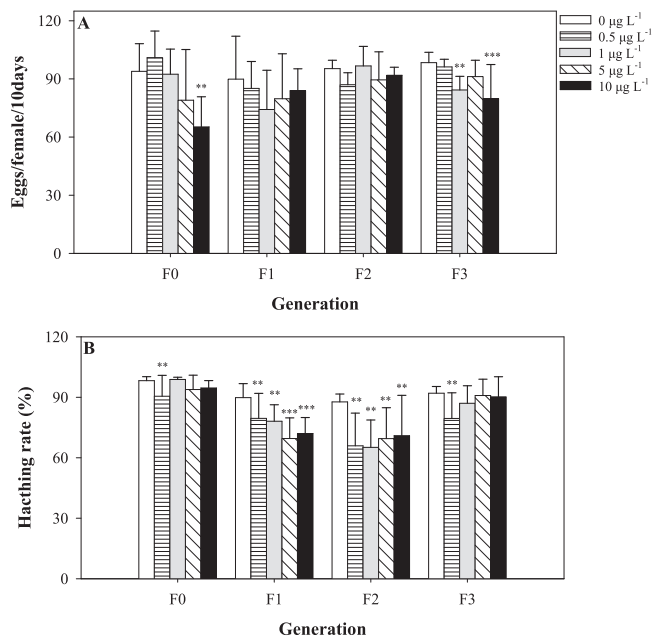 A
0 µg L⁻¹
0.5 µg L⁻¹
1 µg L⁻¹
5 µg L⁻¹
10 µg L⁻¹
Eggs/female/10days
120
90
60
30
0
** ** ***
F0 F1 F2 F3
Generation
B
Hacthing rate (%)
120
90
60
30
0
** ** ** *** *** ** ** ** ** **
F0 F1 F2 F3
Generation